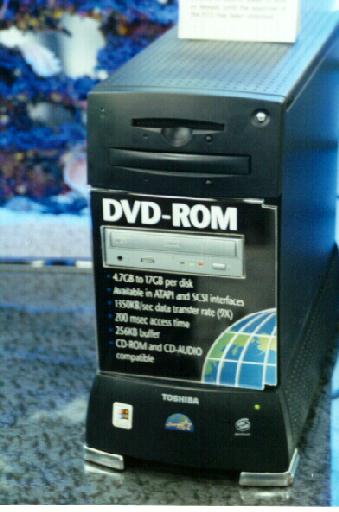 DVD-ROM
4.7GB to 17GB per disk
available in ATAPI and SCSI interfaces
1350KB/sec data transfer rate (9X)
200 msec access time
256KB buffer
CD-ROM and CD-AUDIO
compatible
TOSHIBA